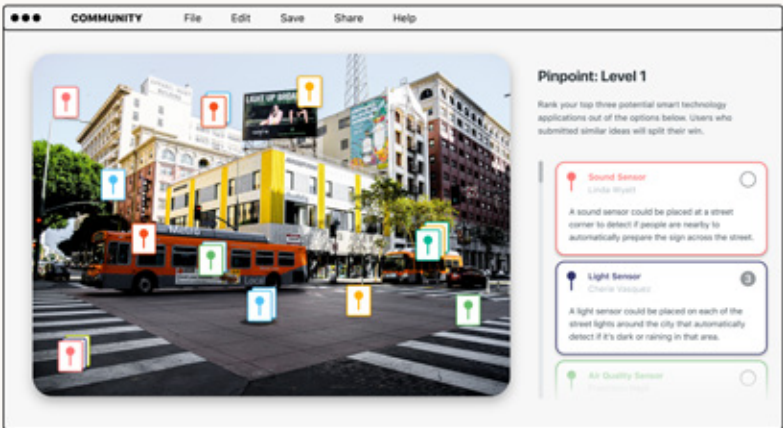 COMMUNITY File Edit Save Share Help
LIGHT UP
Metro
Local
Pinpoint: Level 1
Rank your top three potential smart technology
applications out of the options below. Users who
submitted similar ideas will split their win.
Sound Sensor
Linda Wyatt
A sound sensor could be placed at a street
corner to detect if people are nearby to
automatically prepare the sign across the street.
Light Sensor
3
Cherie Vasquez
A light sensor could be placed on each of the
street lights around the city that automatically
detect if it's dark or raining in that area.
Air Quality Sensor